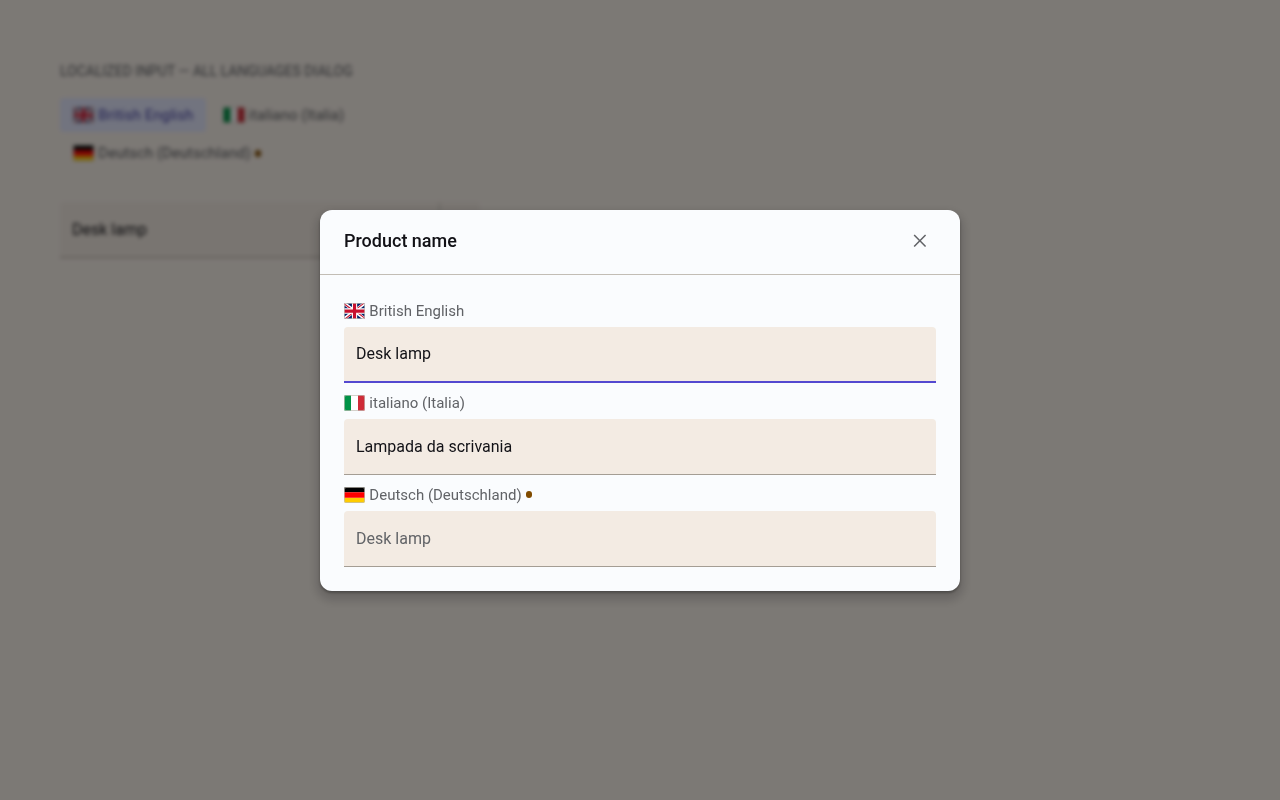 LOCALIZED INPUT – ALL LANGUAGES DIALOG
British English
italiano (Italia)
Deutsch (Deutschland)
Desk lamp
Product name
British English
Desk lamp
italiano (Italia)
Lampada da scrivania
Deutsch (Deutschland)
Desk lamp